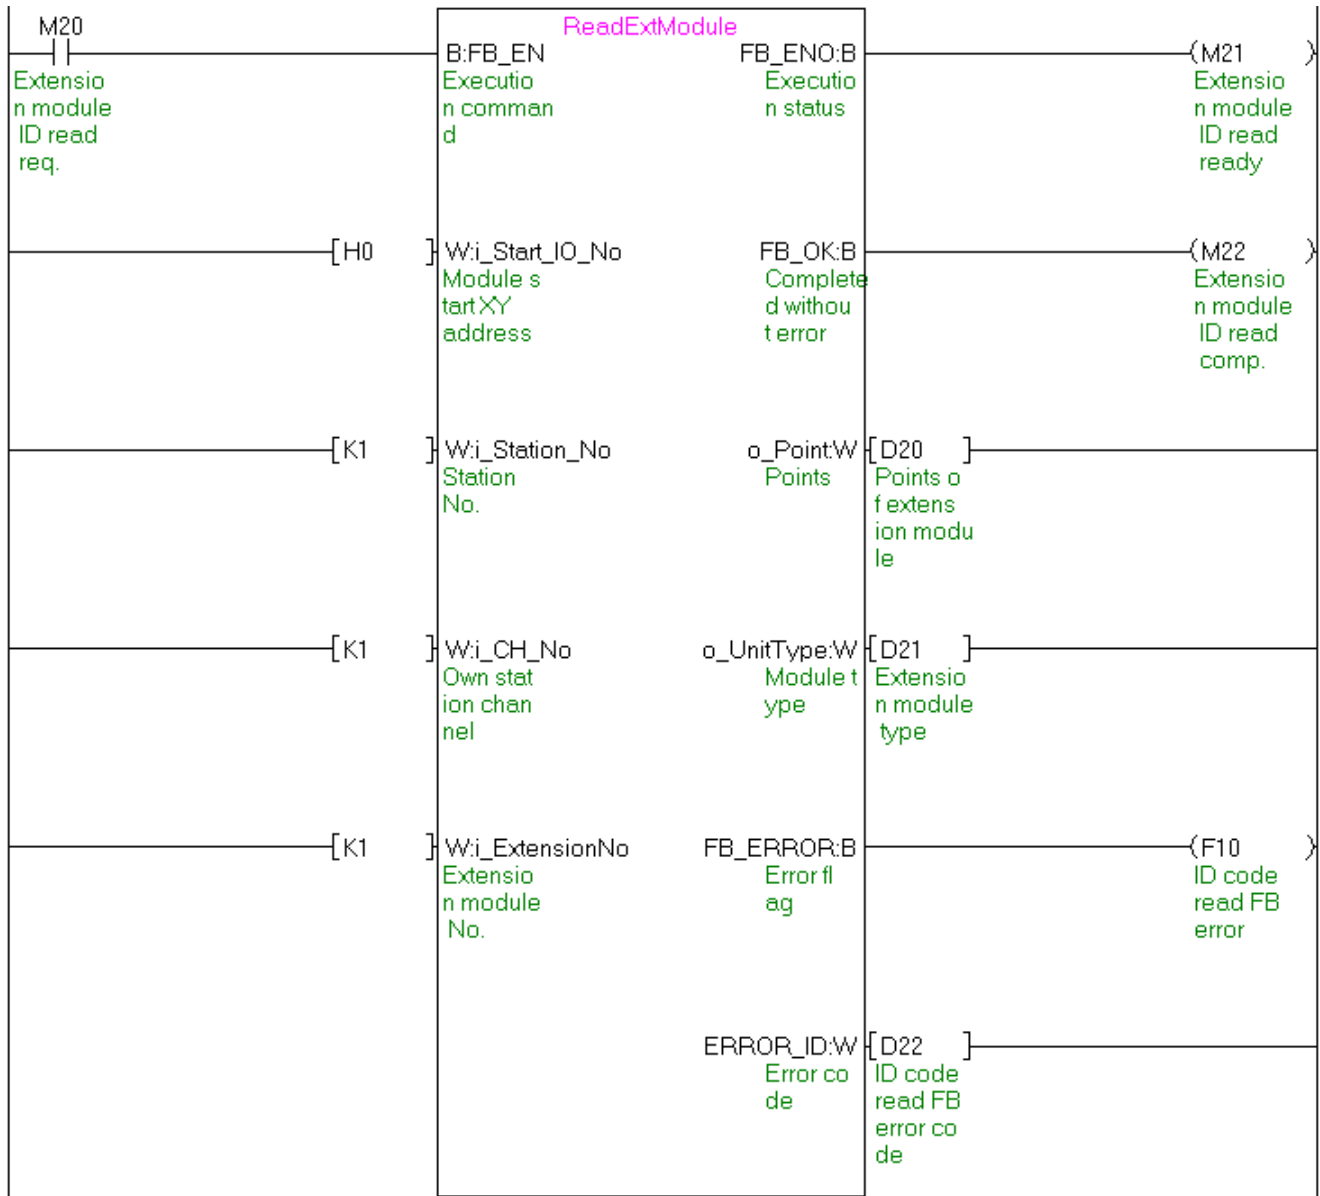 M20
ReadExtModule
B:FB_EN
FB_ENO:B
(M21 )
Extensio
n module
ID read
req.
Executio
n comman
d
Executio
n status
Extensio
n module
ID read
ready
[H0 ]
W:i_Start_IO_No
FB_OK:B
(M22 )
Module s
tart XY
address
Complete
d withou
t error
Extensio
n module
ID read
comp.
[K1 ]
W:i_Station_No
o_Point:W
[D20 ]
Station
No.
Points
Points o
f extens
ion modu
le
[K1 ]
W:i_CH_No
o_UnitType:W
[D21 ]
Own stat
ion chan
nel
Module t
ype
Extensio
n module
type
[K1 ]
W:i_ExtensionNo
FB_ERROR:B
(F10 )
Extensio
n module
No.
Error fl
ag
ID code
read FB
error
ERROR_ID:W
[D22 ]
Error co
de
ID code
read FB
error co
de